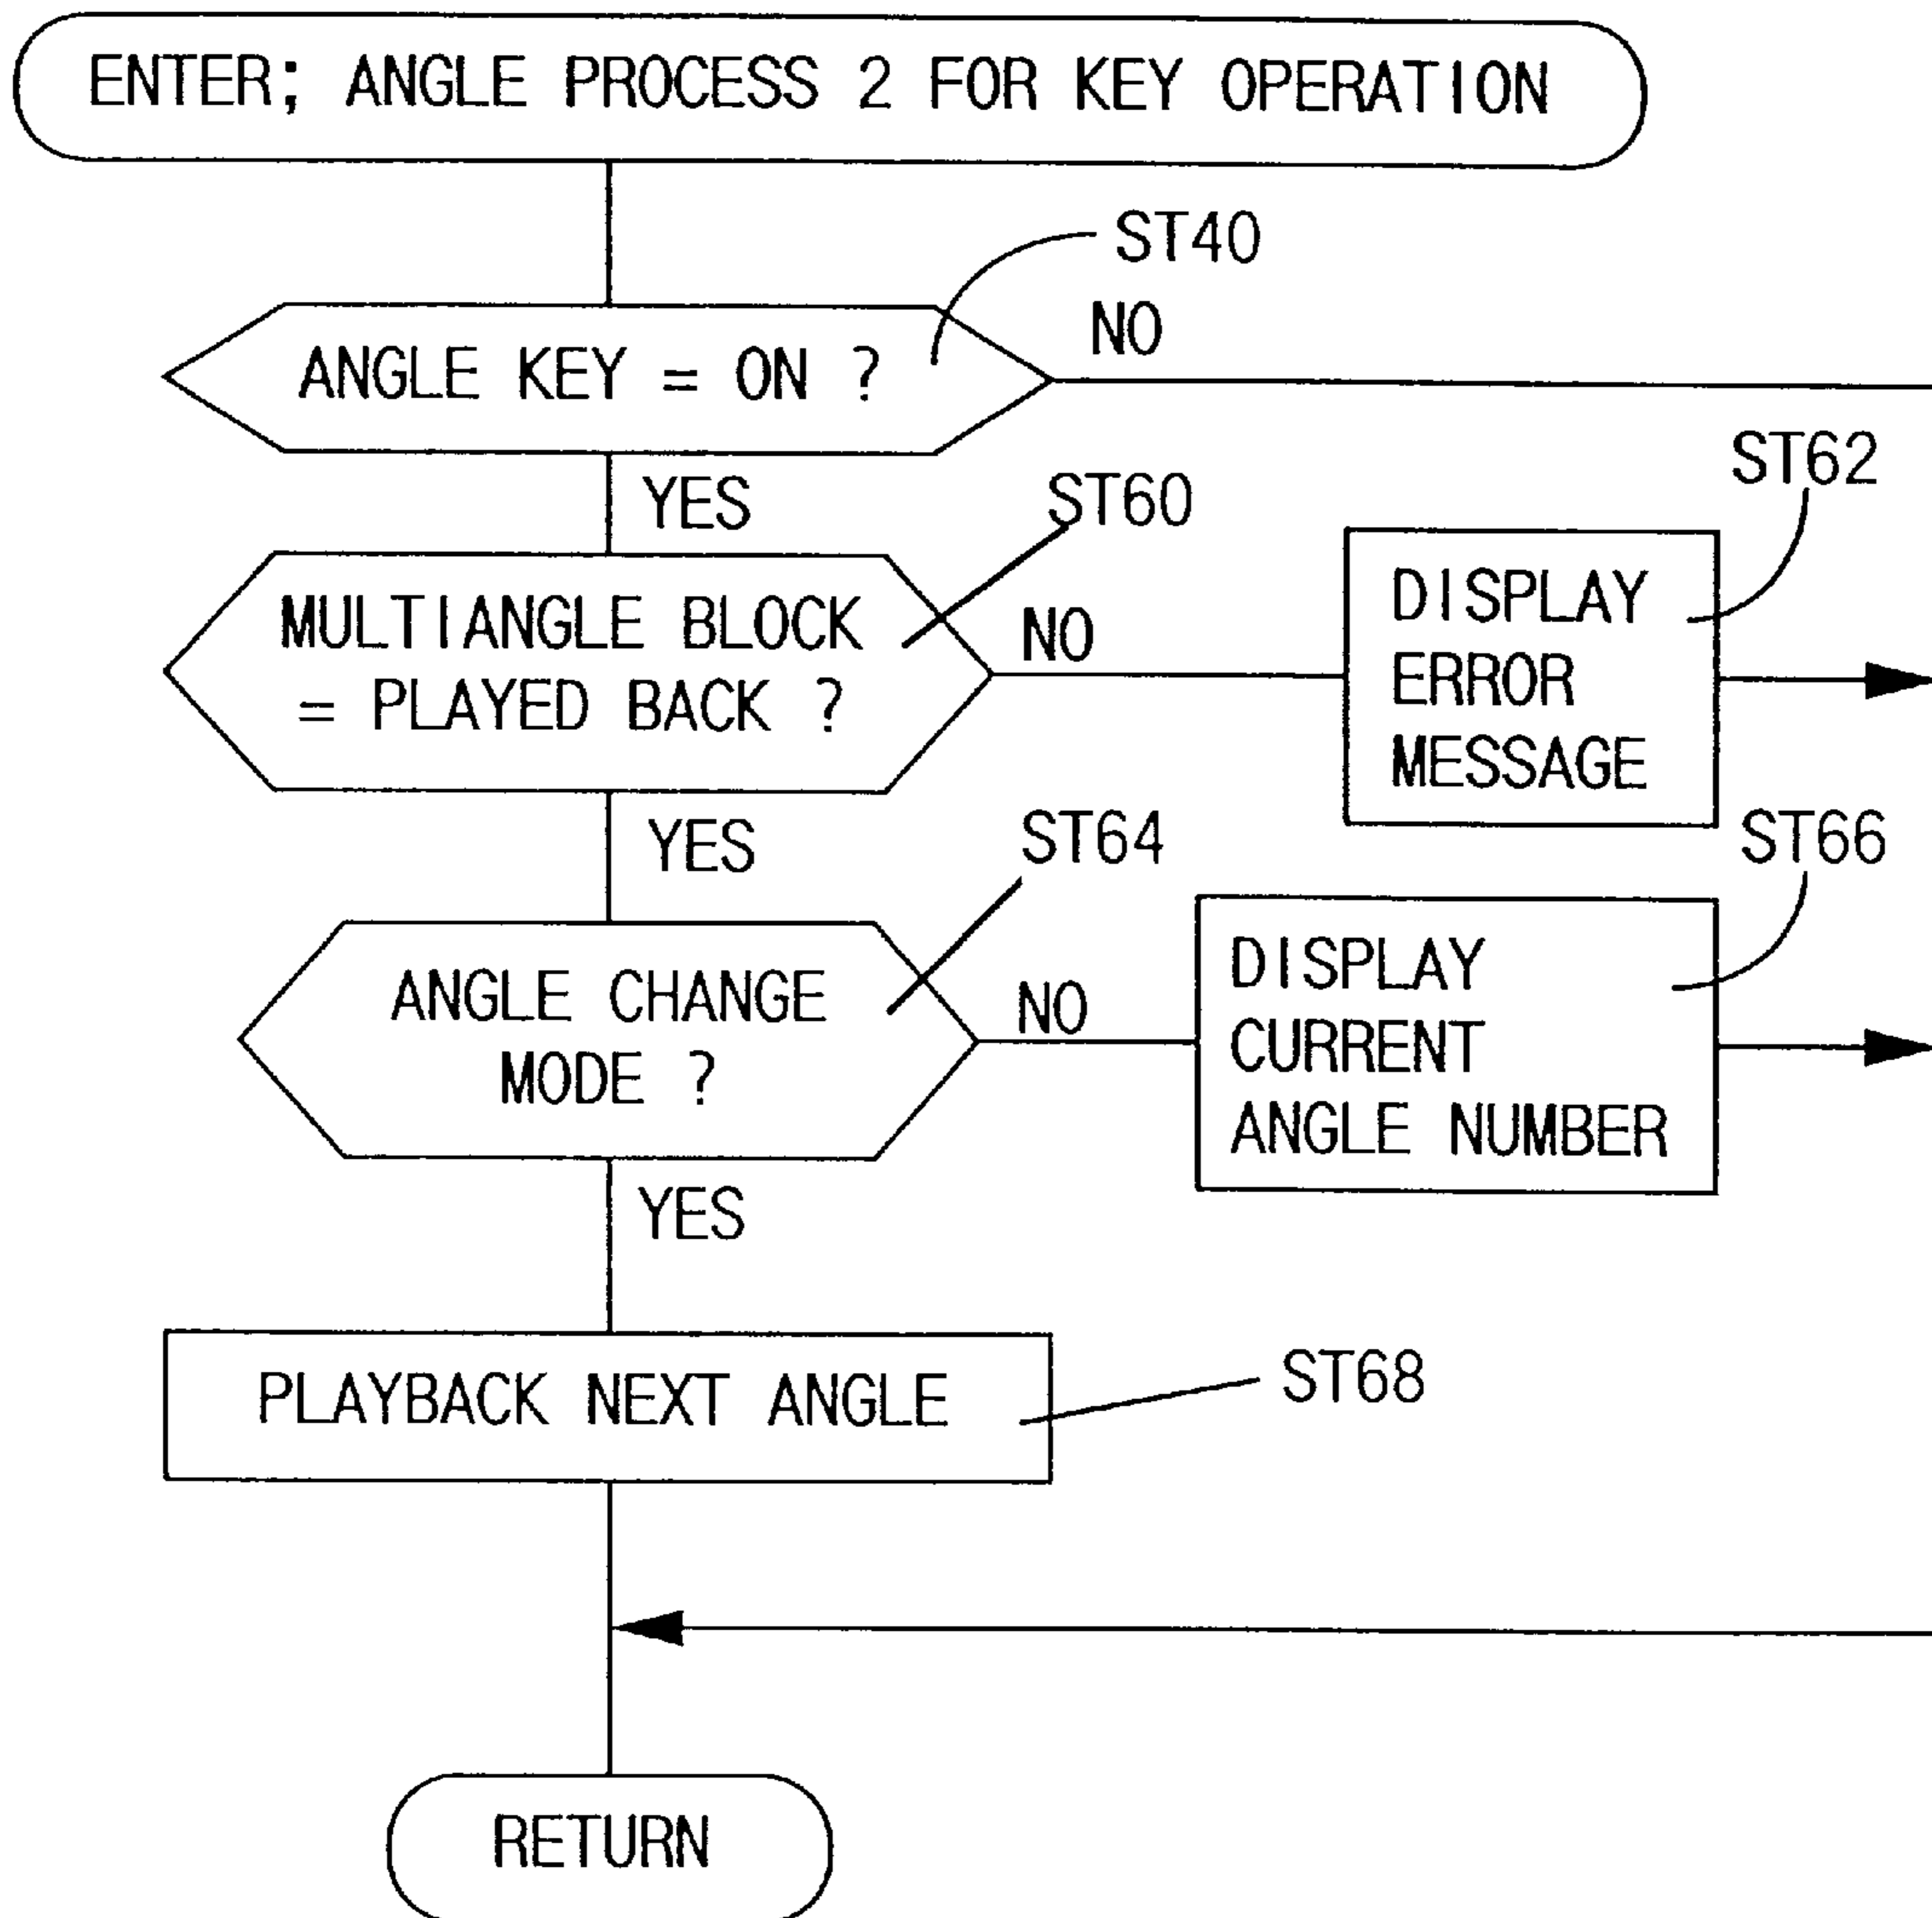 ENTER; ANGLE PROCESS 2 FOR KEY OPERATION
ST40
NO
ANGLE KEY = ON ?
ST62
YES
ST60
MULTIANGLE BLOCK
= PLAYED BACK ?
NO
DISPLAY
ERROR
MESSAGE
YES
ST64
ST66
ANGLE CHANGE
MODE ?
NO
DISPLAY
CURRENT
ANGLE NUMBER
YES
PLAYBACK NEXT ANGLE
ST68
RETURN